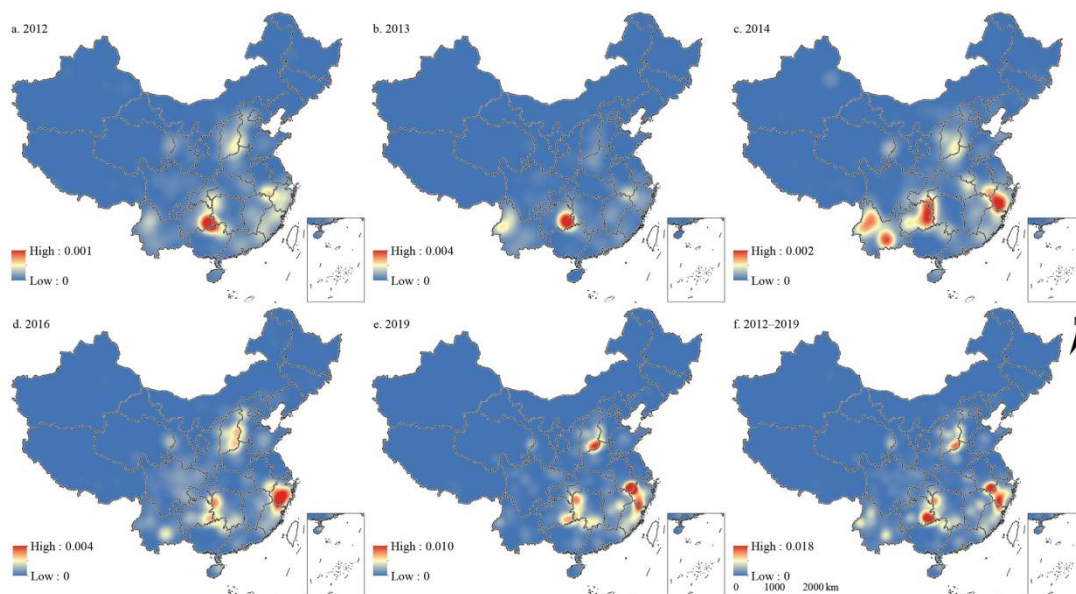 a. 2012
High : 0.001
Low : 0
b. 2013
High : 0.004
Low : 0
c. 2014
High : 0.002
Low : 0
d. 2016
High : 0.004
Low : 0
e. 2019
High : 0.010
Low : 0
f. 2012–2019
High : 0.018
Low : 0
0 1000 2000 km